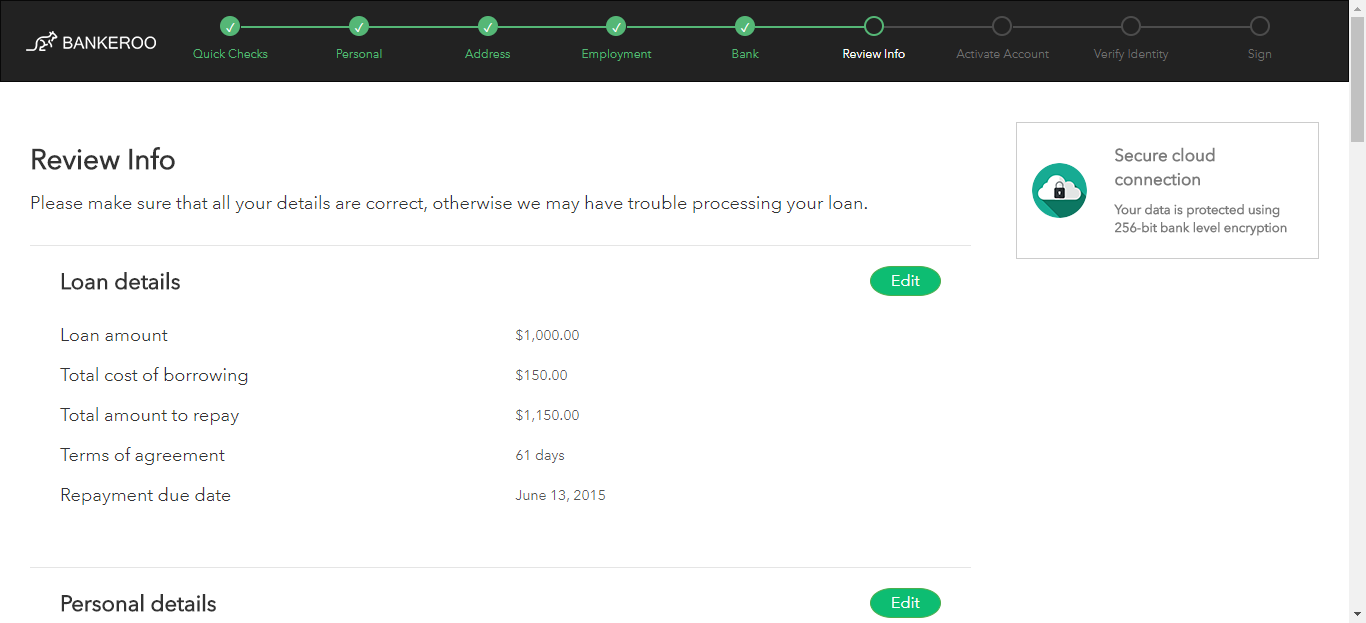 BANKEROO
Quick Checks
Personal
Address
Employment
Bank
Review Info
Activate Account
Verify Identity
Sign
Review Info
Please make sure that all your details are correct, otherwise we may have trouble processing your loan.
Secure cloud
connection
Your data is protected using
256-bit bank level encryption
Loan details
Edit
Loan amount
$1,000.00
Total cost of borrowing
$150.00
Total amount to repay
$1,150.00
Terms of agreement
61 days
Repayment due date
June 13, 2015
Personal details
Edit